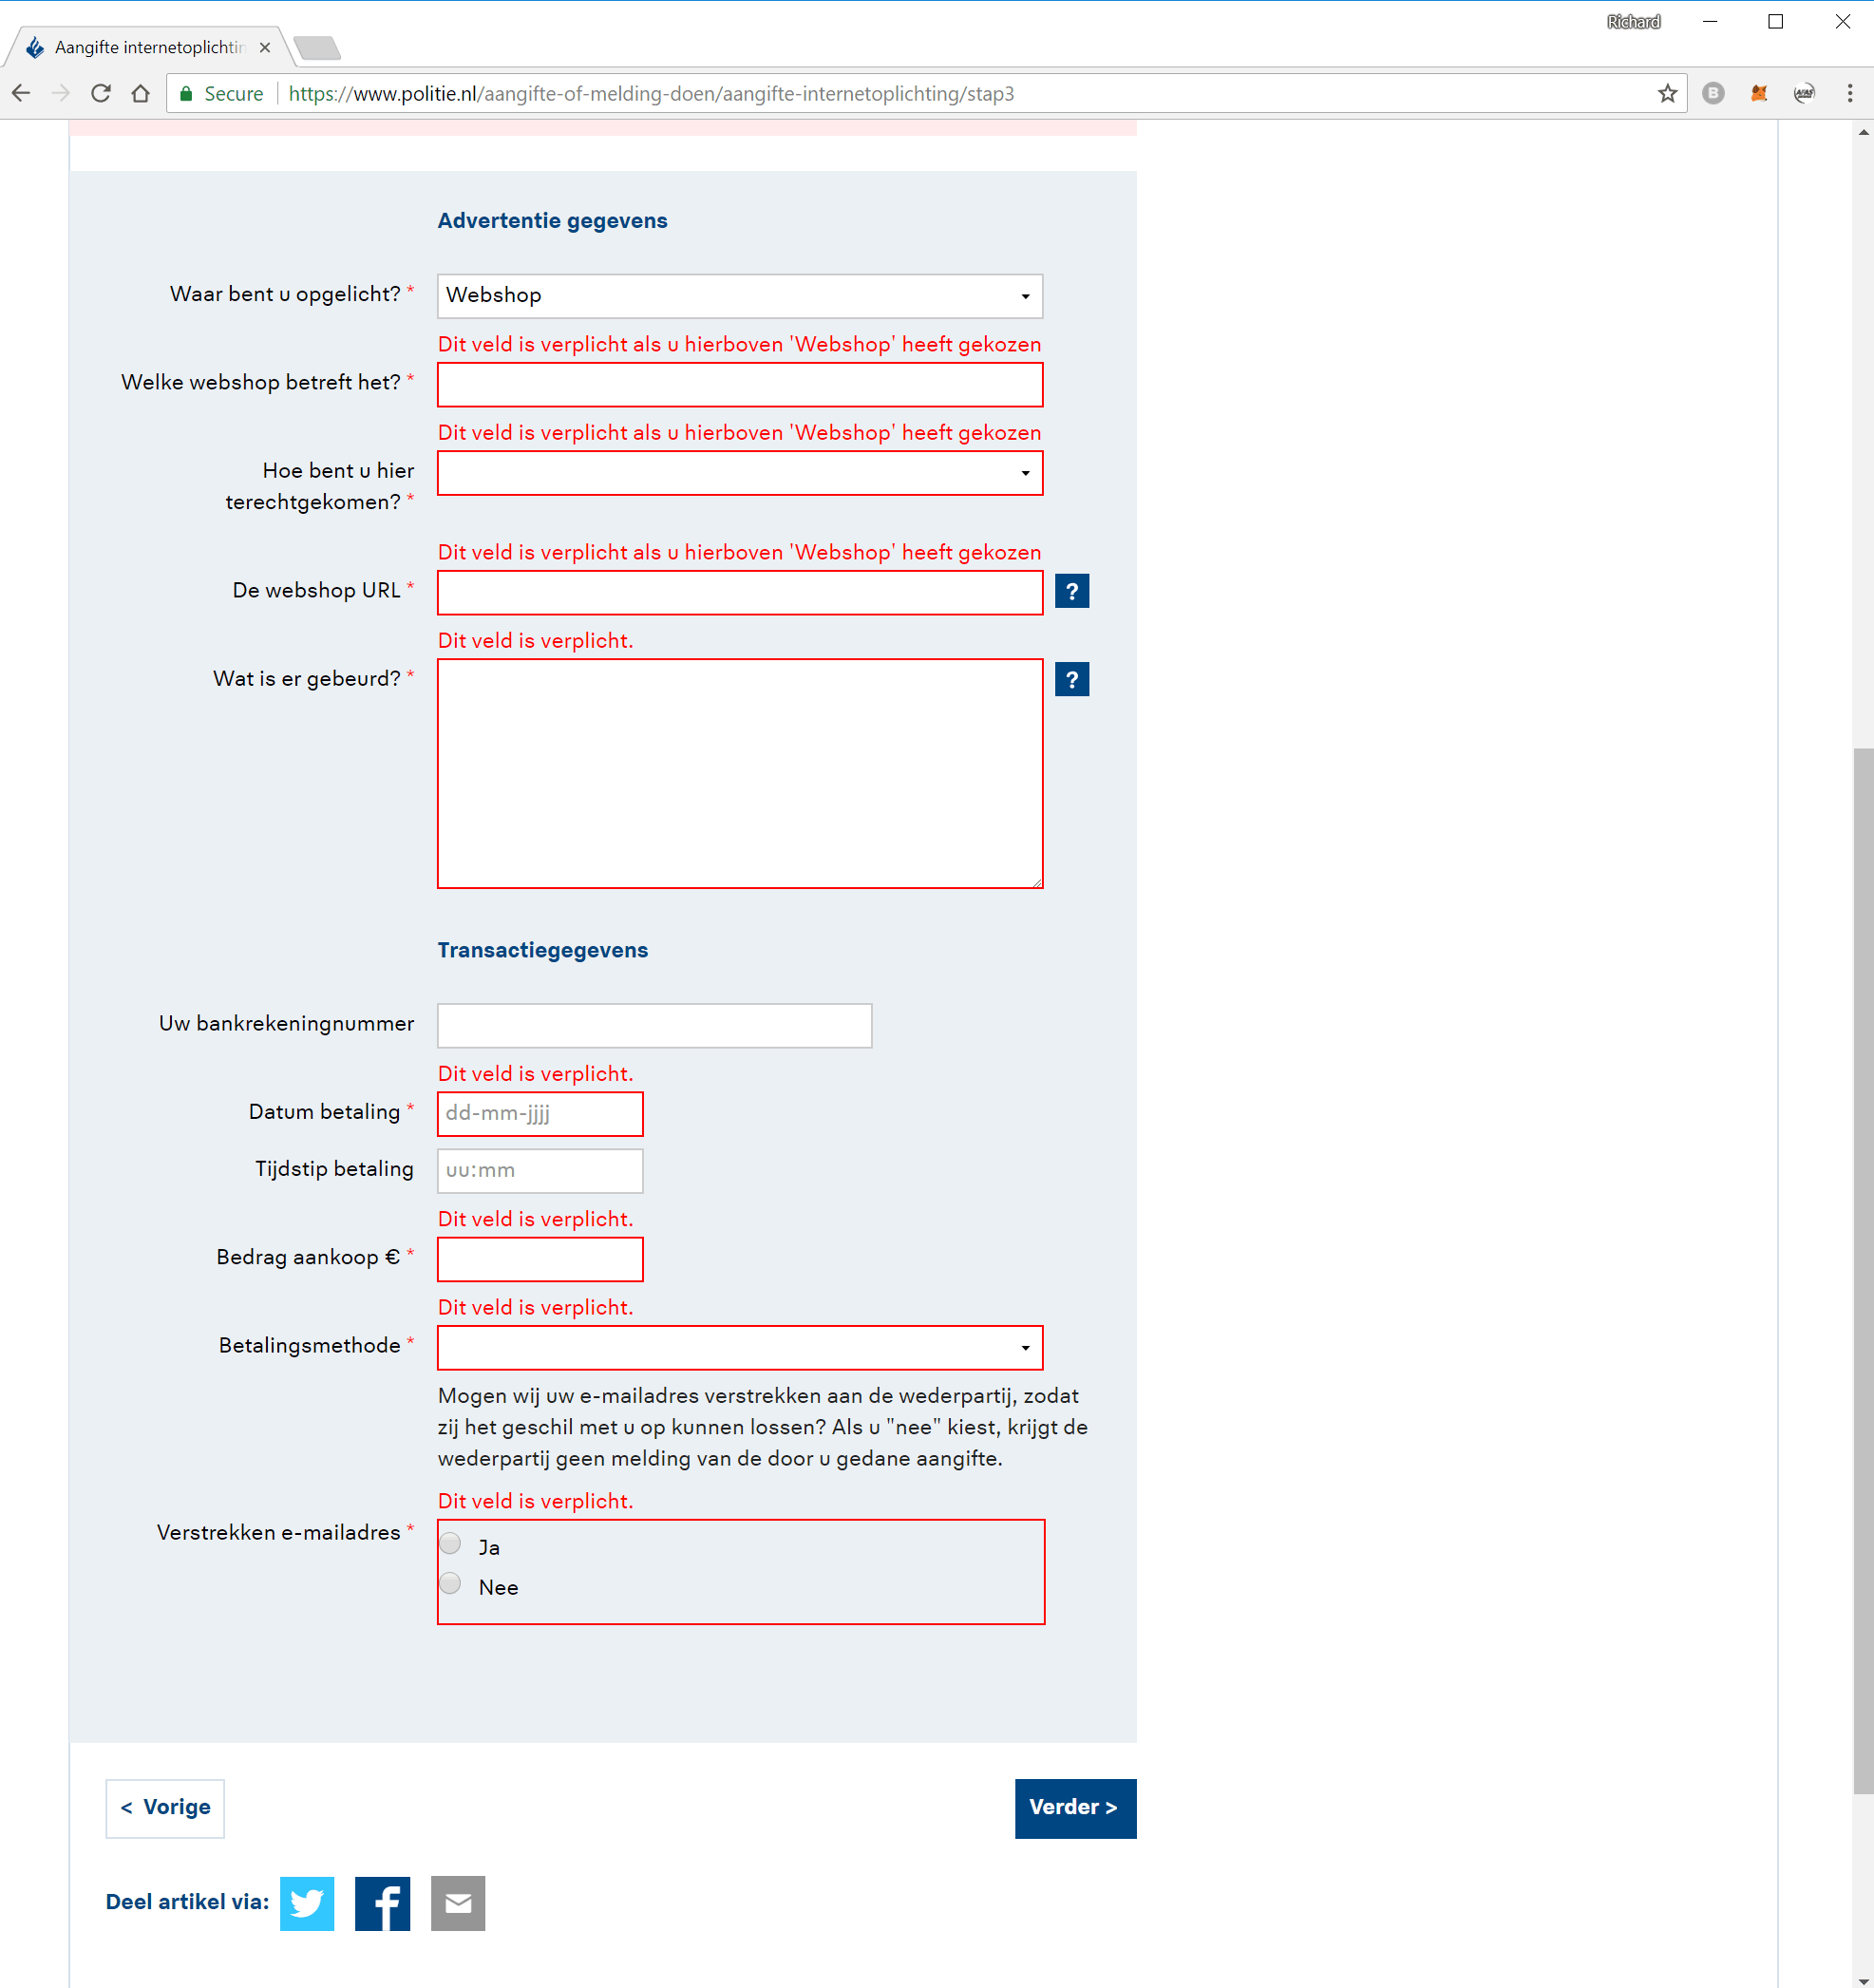 Richard
Aangifte internetoplichtin
Secure
https://www.politie.nl/aangifte-of-melding-doen/aangifte-internetoplichting/stap3
B
Advertentie gegevens
Waar bent u opgelicht? *
Webshop
Dit veld is verplicht als u hierboven 'Webshop' heeft gekozen
Welke webshop betreft het? *
Dit veld is verplicht als u hierboven 'Webshop' heeft gekozen
Hoe bent u hier
terechtgekomen? *
Dit veld is verplicht als u hierboven 'Webshop' heeft gekozen
De webshop URL *
?
Dit veld is verplicht.
Wat is er gebeurd? *
?
Transactiegegevens
Uw bankrekeningnummer
Dit veld is verplicht.
Datum betaling *
dd-mm-jjjj
Tijdstip betaling
uu:mm
Dit veld is verplicht.
Bedrag aankoop € *
Dit veld is verplicht.
Betalingsmethode *
Mogen wij uw e-mailadres verstrekken aan de wederpartij, zodat
zij het geschil met u op kunnen lossen? Als u "nee" kiest, krijgt de
wederpartij geen melding van de door u gedane aangifte.
Dit veld is verplicht.
Verstrekken e-mailadres *
Ja
Nee
< Vorige
Verder >
Deel artikel via: